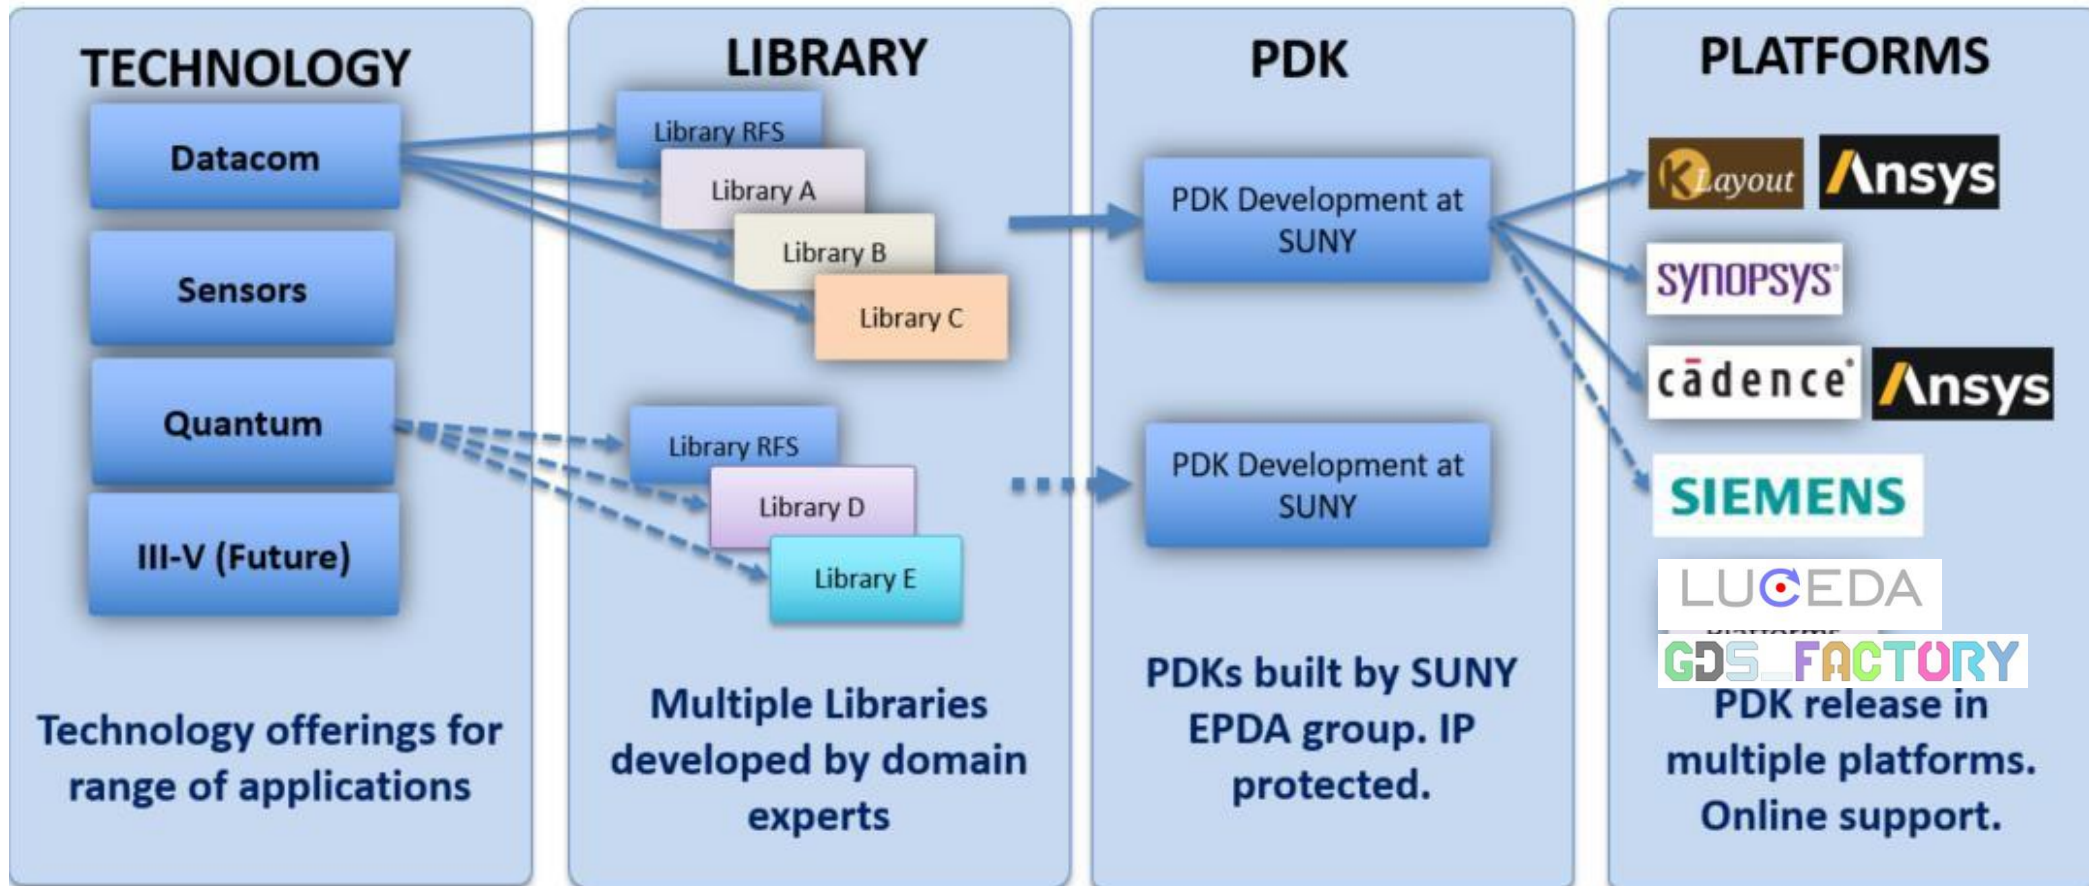 TECHNOLOGY
Datacom
Sensors
Quantum
III-V (Future)
Technology offerings for
range of applications
LIBRARY
Library RFS
Library A
Library B
Library C
Library RFS
Library D
Library E
Multiple Libraries
developed by domain
experts
PDK
PDK Development at
SUNY
PDK Development at
SUNY
PDKs built by SUNY
EPDA group. IP
protected.
PLATFORMS
KLayout Ansys
SYNOPSYS®
cādence® Ansys
SIEMENS
LUCEDA
GDS_FACTORY
PDK release in
multiple platforms.
Online support.